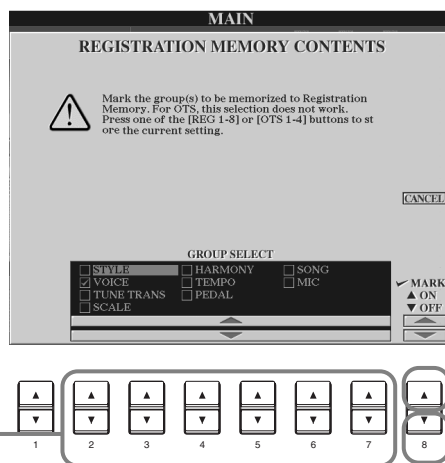 MAIN
REGISTRATION MEMORY CONTENTS
Mark the group(s) to be memorized to Registration
Memory. For OTS, this selection does not work.
Press one of the [REG 1-8] or [OTS 1-4] buttons to st
ore the current setting.
CANCEL
GROUP SELECT
STYLE HARMONY SONG
VOICE TEMPO MIC
TUNE TRANS PEDAL
SCALE
MARK
▲ ON
▼ OFF
1 2 3 4 5 6 7 8